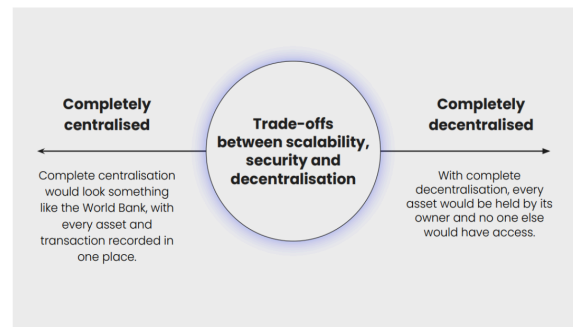 Completely
centralised
Complete centralisation
would look something
like the World Bank, with
every asset and
transaction recorded in
one place.
Trade-offs
between scalability,
security and
decentralisation
Completely
decentralised
With complete
decentralisation, every
asset would be held by its
owner and no one else
would have access.